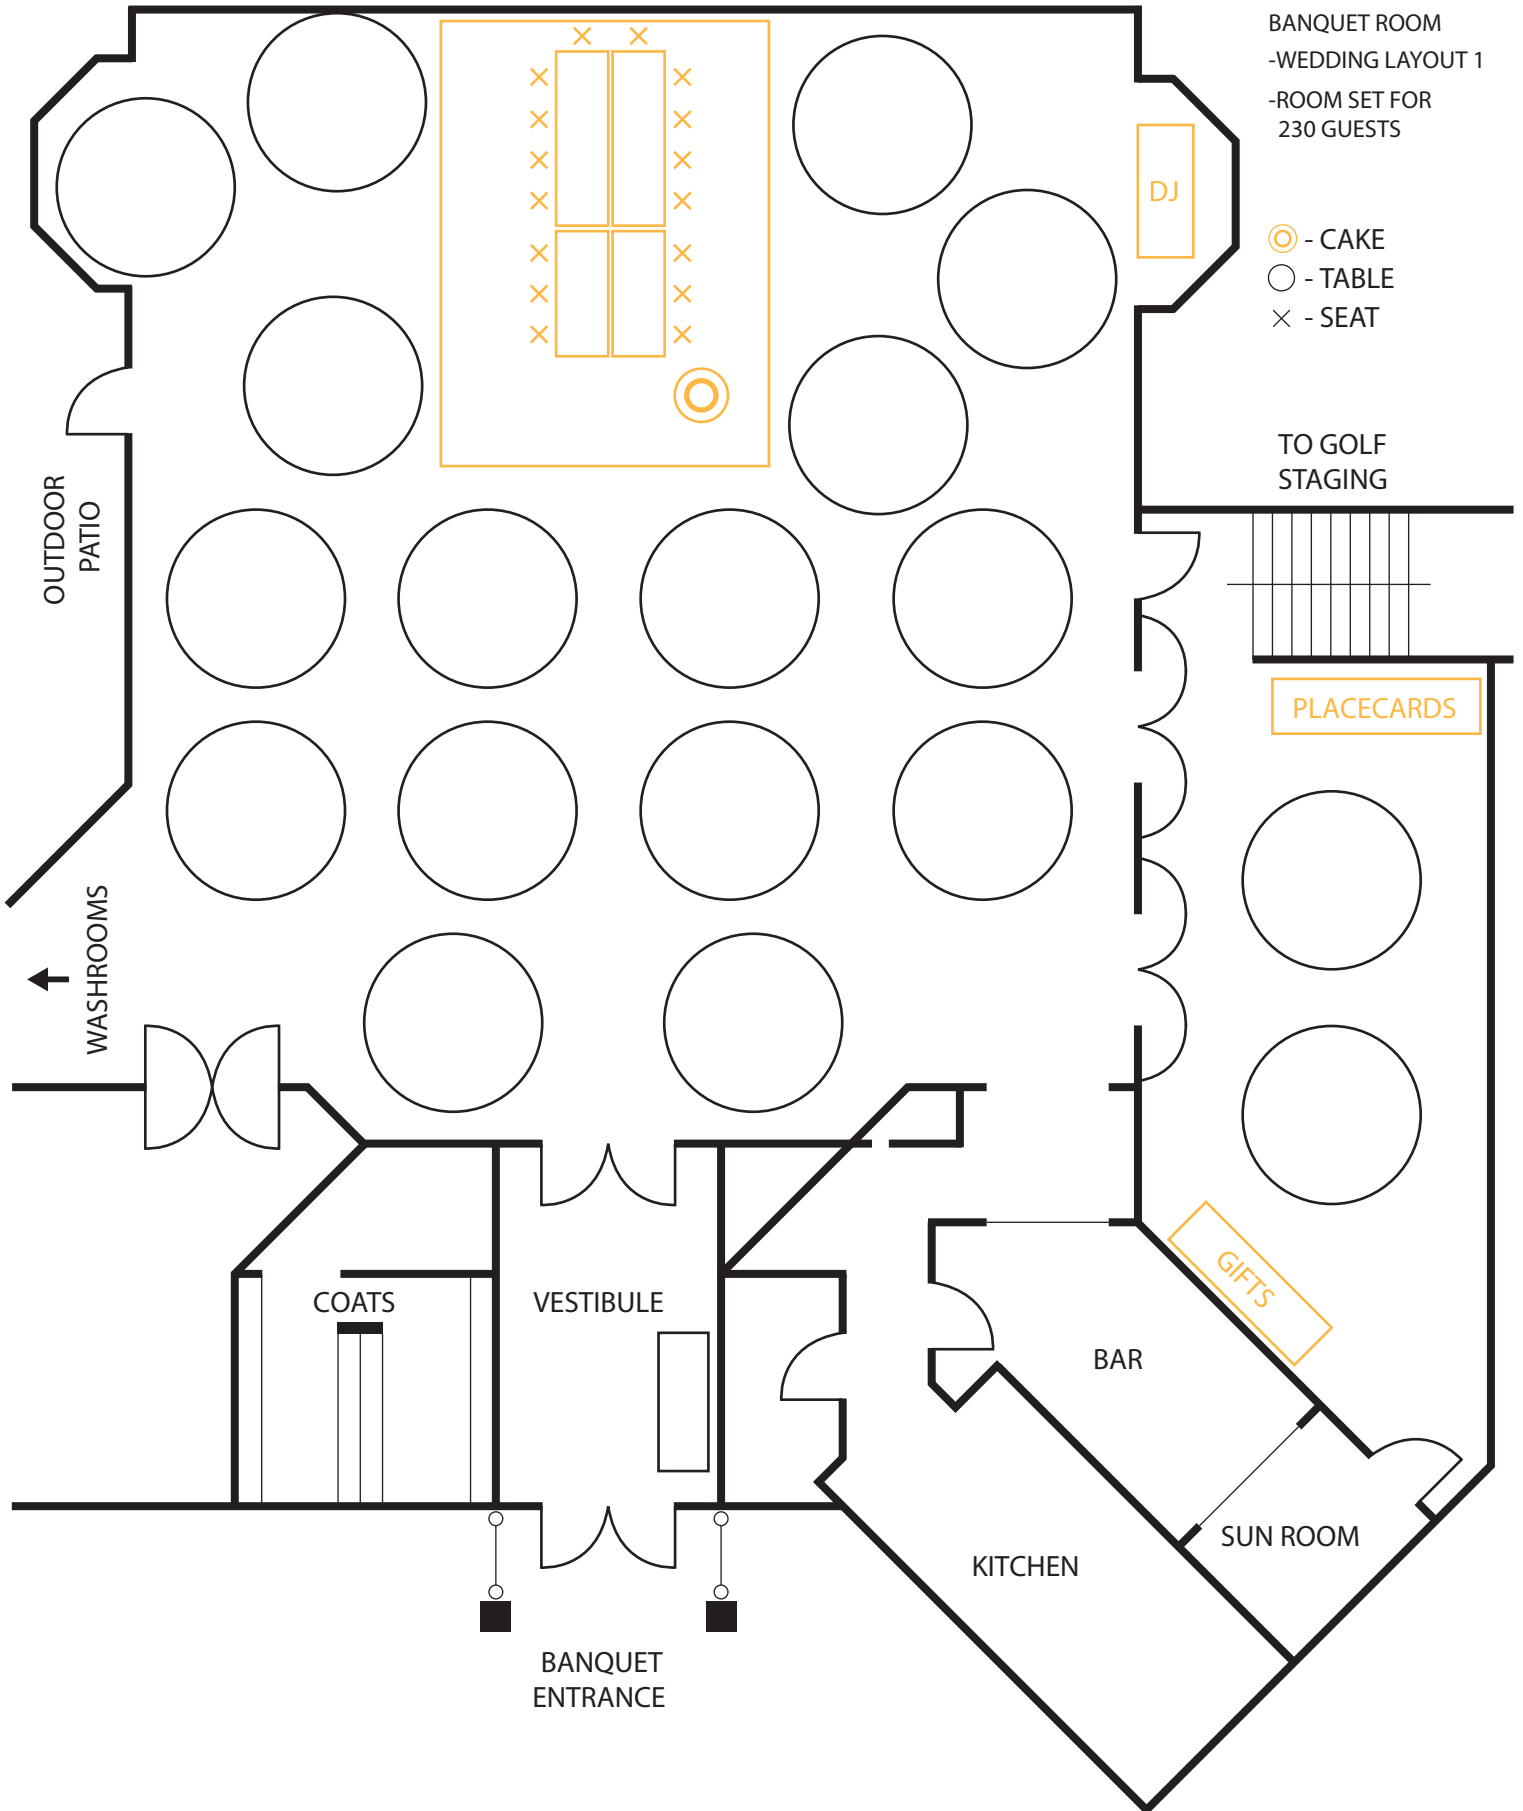 BANQUET ROOM
-WEDDING LAYOUT 1
-ROOM SET FOR
230 GUESTS
DJ
- CAKE
- TABLE
- SEAT
TO GOLF
STAGING
OUTDOOR
PATIO
PLACECARDS
WASHROOMS
GIFTS
COATS
VESTIBULE
BAR
SUN ROOM
KITCHEN
BANQUET
ENTRANCE